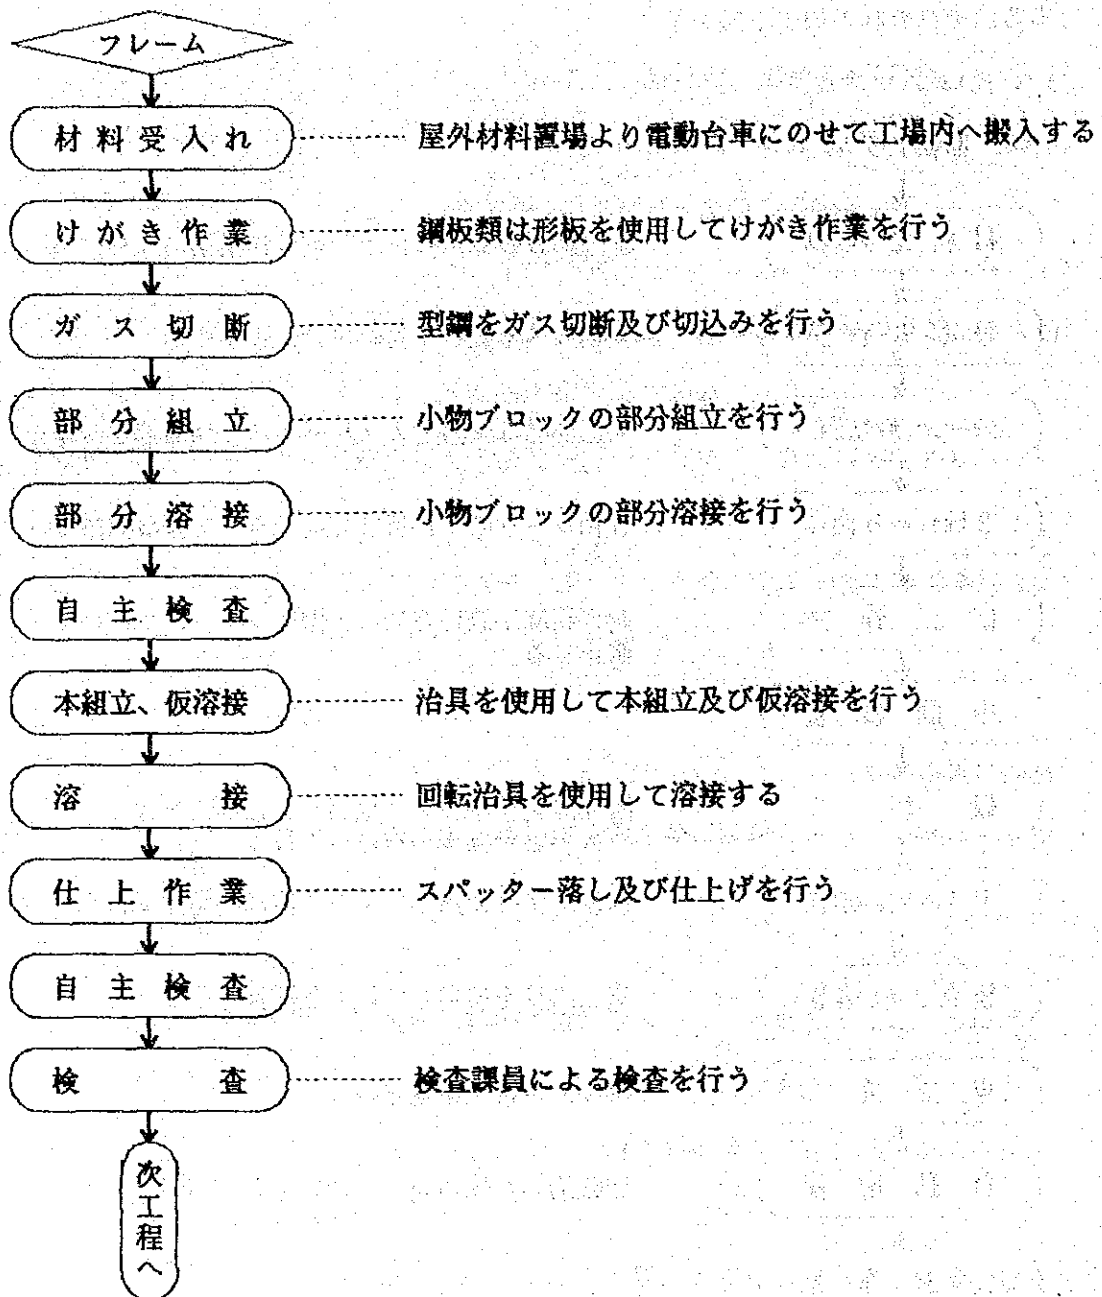 フレーム
材料受入れ 屋外材料置場より電動台車にのせて工場内へ搬入する
けがき作業 鋼板類は形板を使用してけがき作業を行う
ガス切断 型鋼をガス切断及び切込みを行う
部分組立 小物ブロックの部分組立を行う
部分溶接 小物ブロックの部分溶接を行う
自主検査
本組立、仮溶接 治具を使用して本組立及び仮溶接を行う
溶接 回転治具を使用して溶接する
仕上作業 スパッター落し及び仕上げを行う
自主検査
検査 検査課員による検査を行う
次工程へ